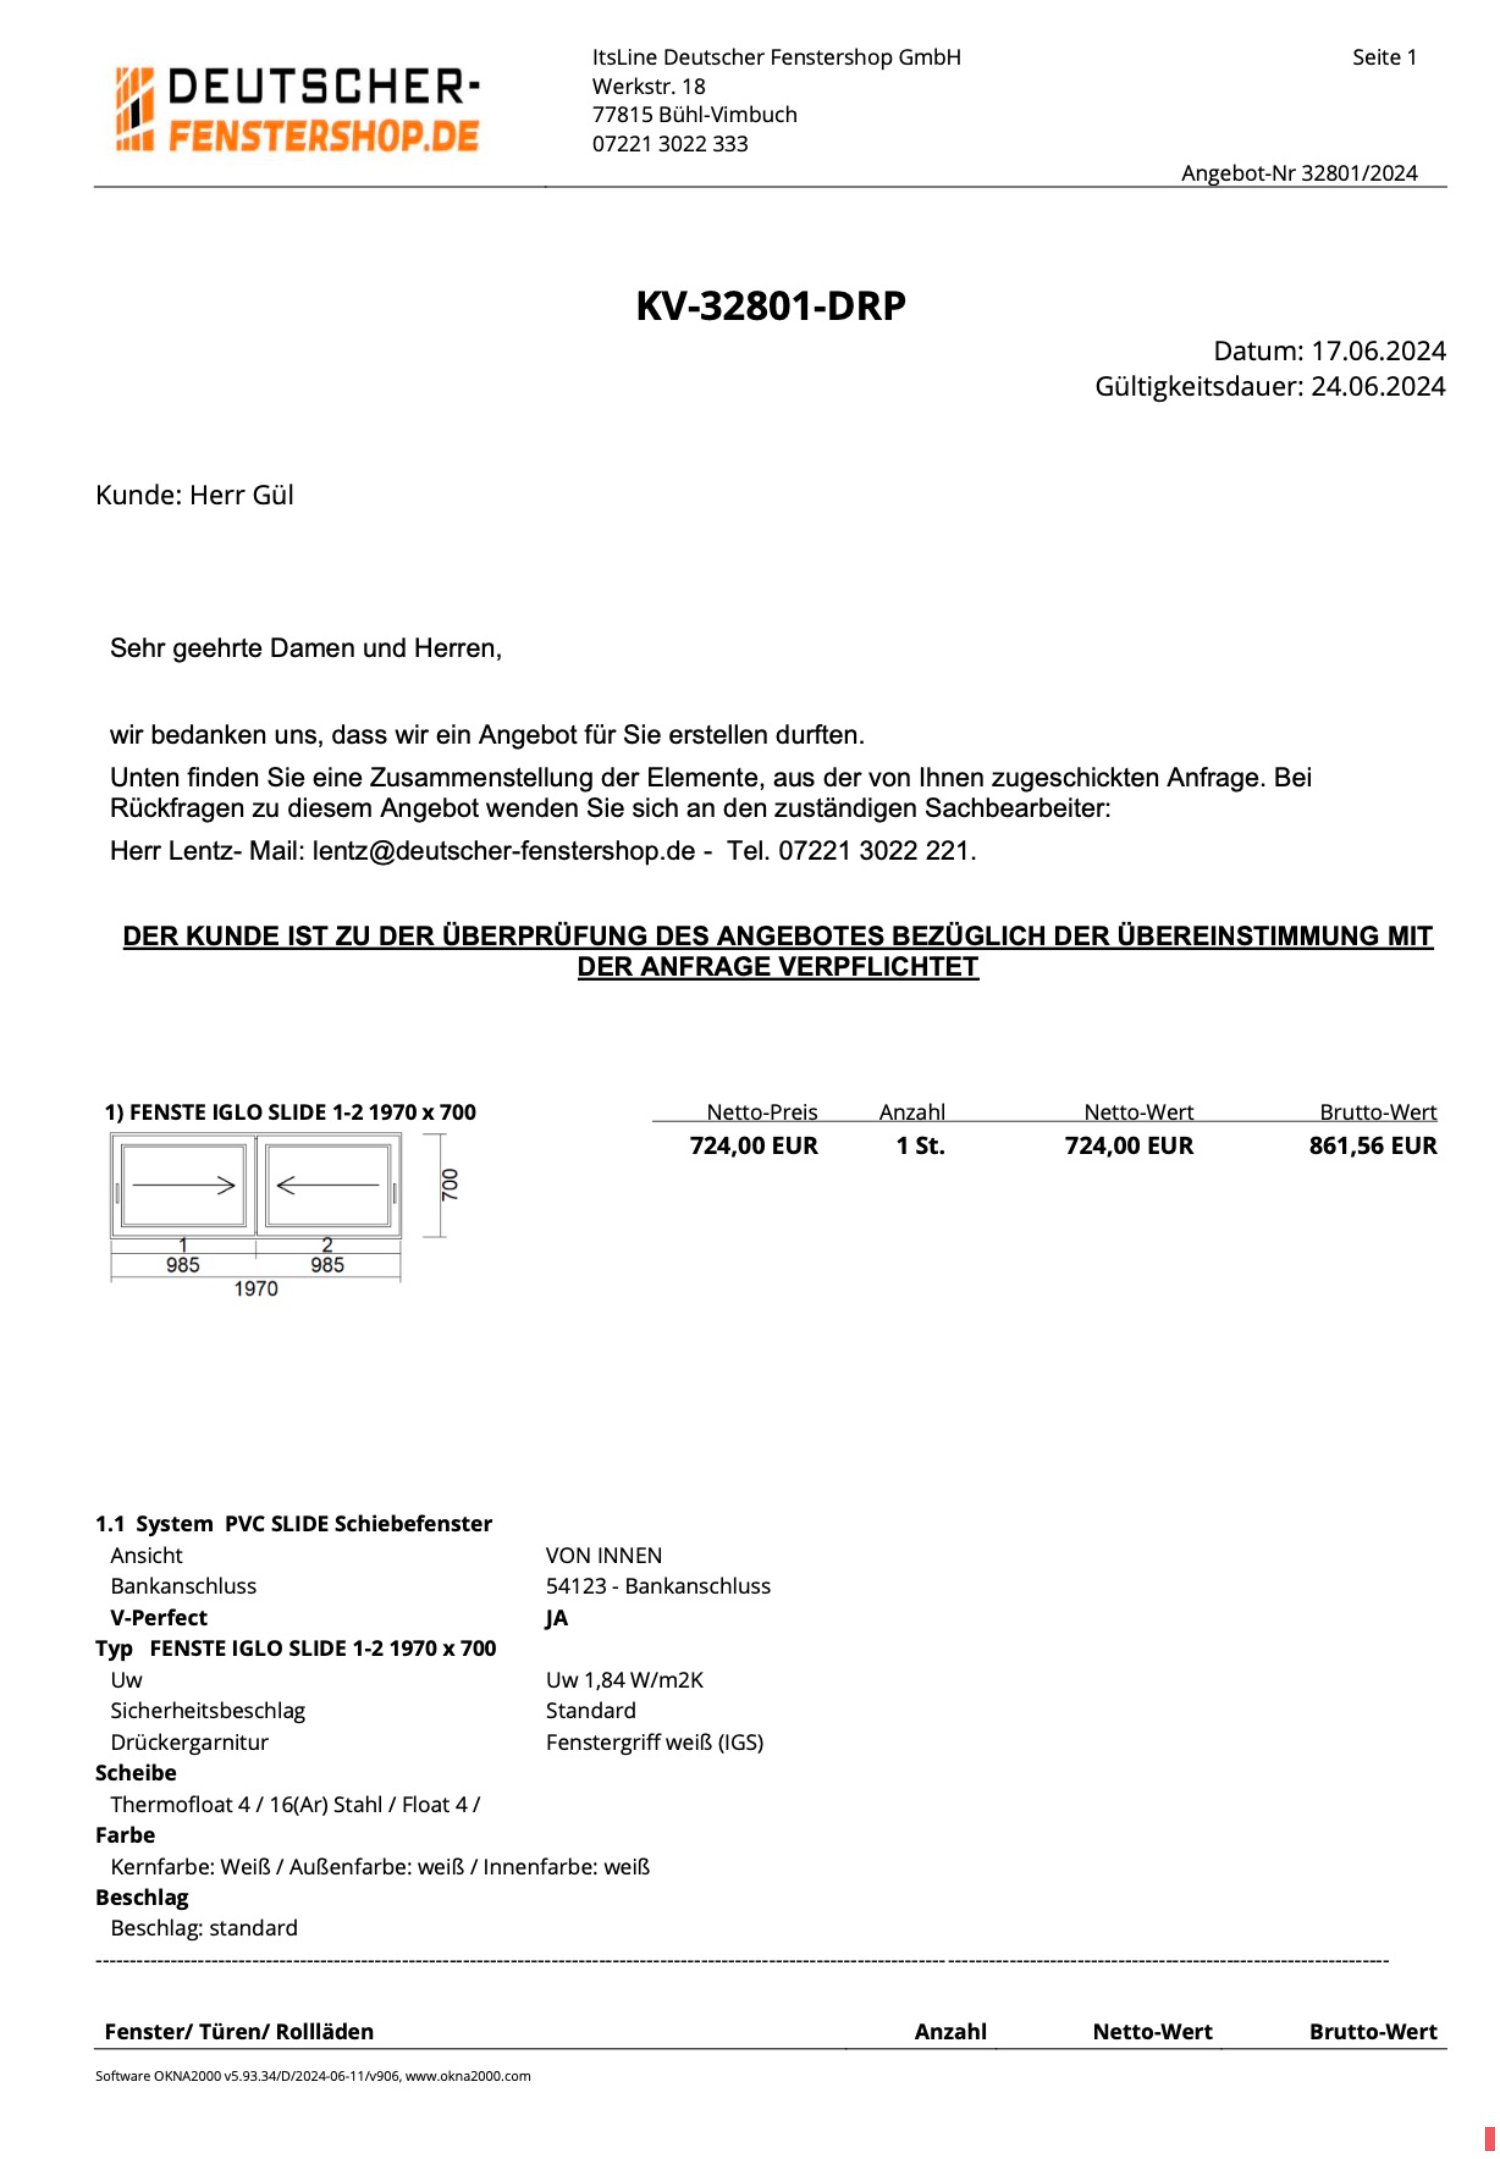 DEUTSCHER-
FENSTERSHOP.DE
ItsLine Deutscher Fenstershop GmbH
Werkstr. 18
77815 Bühl-Vimbuch
07221 3022 333
Seite 1
Angebot-Nr 32801/2024
KV-32801-DRP
Datum: 17.06.2024
Gültigkeitsdauer: 24.06.2024
Kunde: Herr Gül
Sehr geehrte Damen und Herren,
wir bedanken uns, dass wir ein Angebot für Sie erstellen durften.
Unten finden Sie eine Zusammenstellung der Elemente, aus der von Ihnen zugeschickten Anfrage. Bei
Rückfragen zu diesem Angebot wenden Sie sich an den zuständigen Sachbearbeiter:
Herr Lentz- Mail: lentz@deutscher-fenstershop.de - Tel. 07221 3022 221.
DER KUNDE IST ZU DER ÜBERPRÜFUNG DES ANGEBOTES BEZÜGLICH DER ÜBEREINSTIMMUNG MIT
DER ANFRAGE VERPFLICHTET
1) FENSTE IGLO SLIDE 1-2 1970 x 700
Netto-Preis Anzahl Netto-Wert Brutto-Wert
724,00 EUR 1 St. 724,00 EUR 861,56 EUR
700
1 2
985 985
1970
1.1 System PVC SLIDE Schiebefenster
Ansicht VON INNEN
Bankanschluss 54123 - Bankanschluss
V-Perfect JA
Typ FENSTE IGLO SLIDE 1-2 1970 x 700
Uw Uw 1,84 W/m2K
Sicherheitsbeschlag Standard
Drückergarnitur Fenstergriff weiß (IGS)
Scheibe
Thermofloat 4 / 16(Ar) Stahl / Float 4 /
Farbe
Kernfarbe: Weiß / Außenfarbe: weiß / Innenfarbe: weiß
Beschlag
Beschlag: standard
Fenster/ Türen/ Rollläden Anzahl Netto-Wert Brutto-Wert
Software OKNA2000 v5.93.34/D/2024-06-11/v906, www.okna2000.com